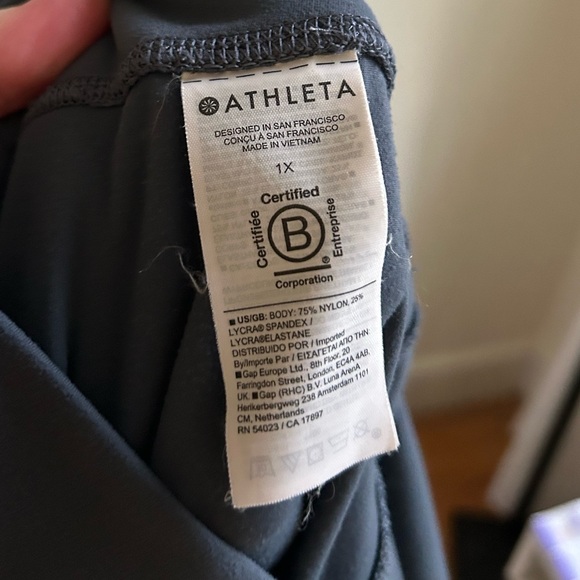 ATHLETA
DESIGNED IN SAN FRANCISCO
CONÇU À SAN FRANCISCO
MADE IN VIETNAM
1X
Certified
Certifiée
B
Entreprise
®
Corporation
■ US/GB: BODY: 75% NYLON, 25%
LYCRA® SPANDEX /
LYCRA®ELASTANE
DISTRIBUIDO POR / Imported
By/Importe Par / ΕΙΣΑΓΕΤΑΙ ΑΠΟ ΤΗΝ:
■ Gap Europe Ltd., 8th Floor, 20
Farringdon Street, London, EC4A 4AB,
UK. ■ Gap (RHC) B.V. Luna ArenA
Herikerbergweg 238 Amsterdam 1101
CM, Netherlands
RN 54023 / CA 17897